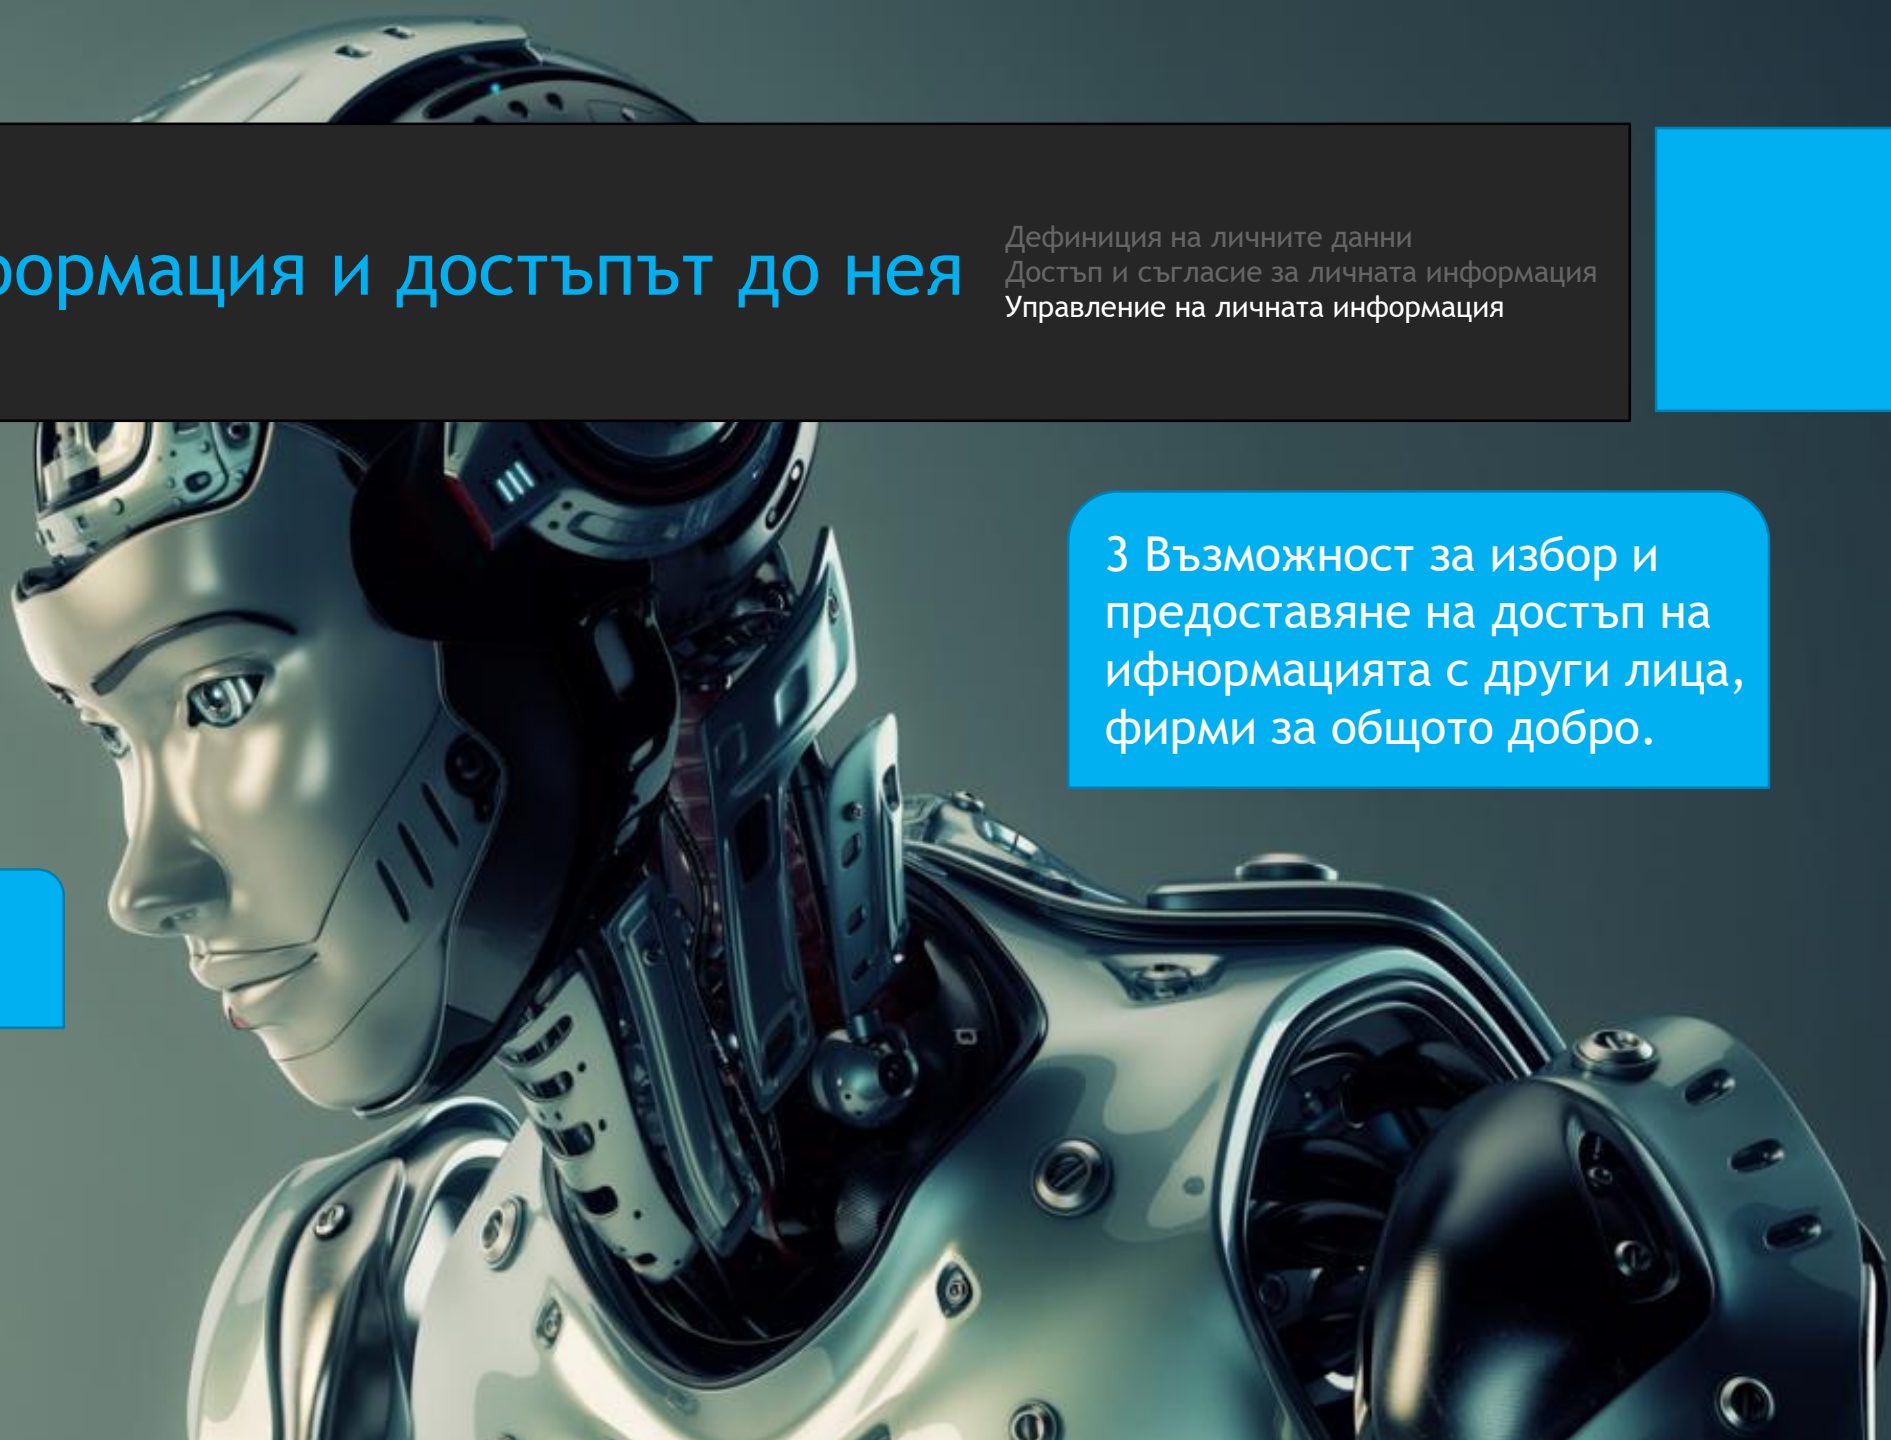 формация и достъпът до нея
Дефиниция на личните данни
Достъп и съгласие за личната информация
Управление на личната информация
3 Възможност за избор и
предоставяне на достъп на
ифнормацията с други лица,
фирми за общото добро.